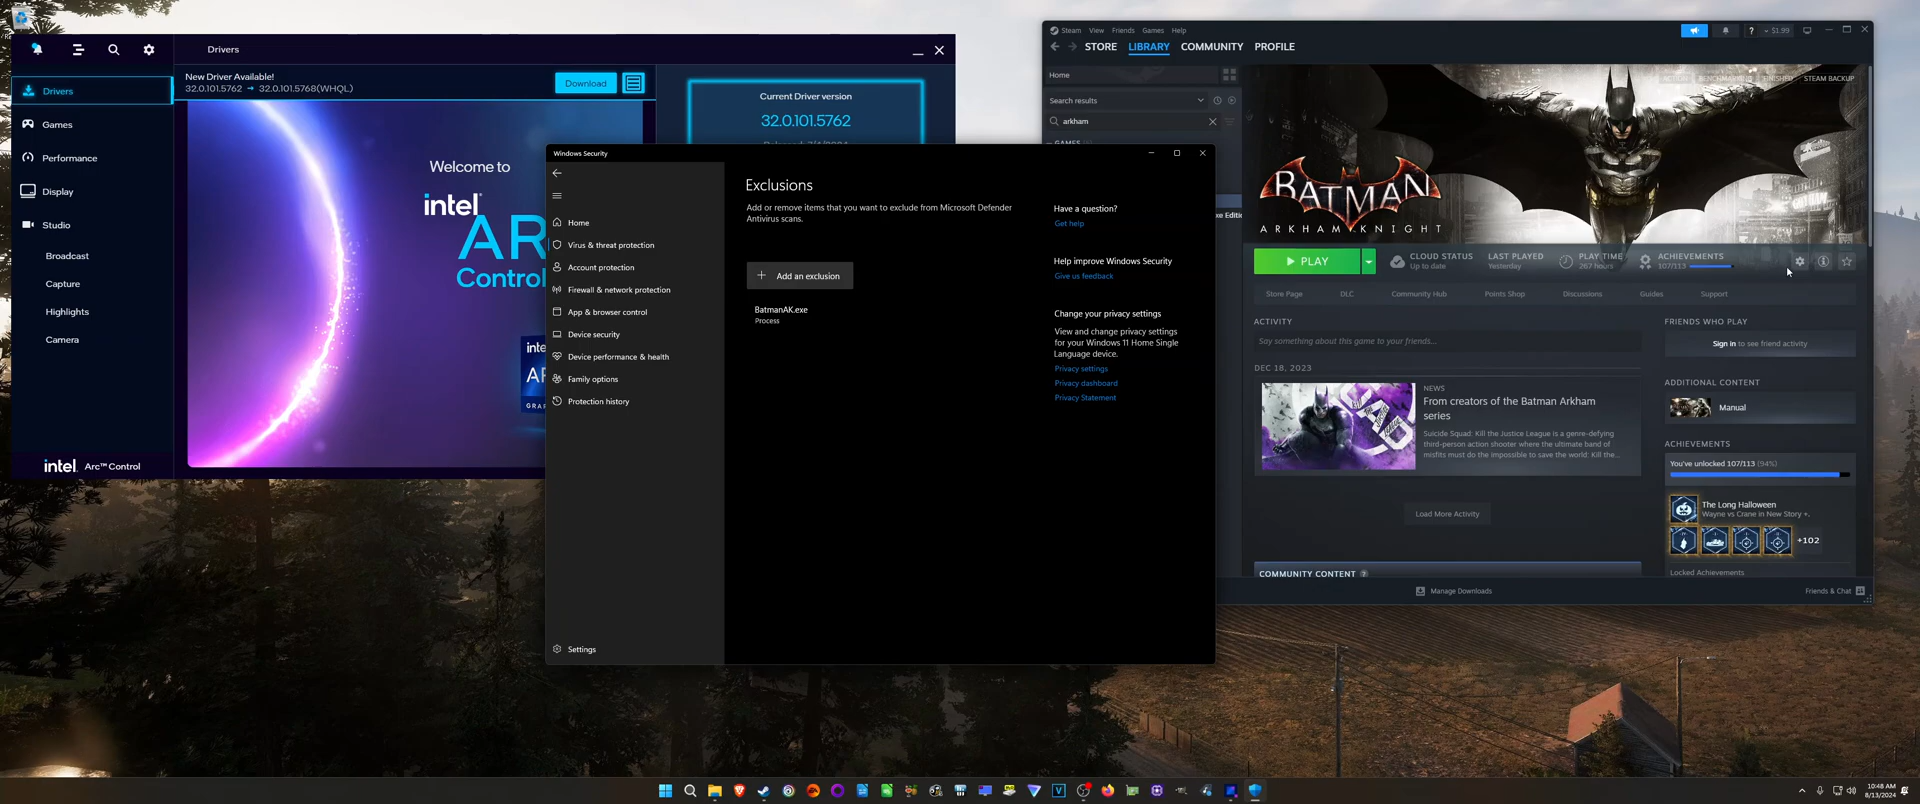 Drivers
New Driver Available!
32.0.101.5762 → 32.0.101.5768(WHQL)
Download
Drivers
Games
Performance
Display
Studio
Broadcast
Capture
Highlights
Camera
intel. Arc™ Control
Welcome to
intel
AR
Control
Current Driver version
32.0.101.5762
Windows Security
Home
Virus & threat protection
Account protection
Firewall & network protection
App & browser control
Device security
Device performance & health
Family options
Protection history
Settings
Exclusions
Add or remove items that you want to exclude from Microsoft Defender
Antivirus scans.
Add an exclusion
BatmanAK.exe
Process
Have a question?
Get help
Help improve Windows Security
Give us feedback
Change your privacy settings
View and change privacy settings
for your Windows 11 Home Single
Language device.
Privacy settings
Privacy dashboard
Privacy Statement
Steam View Friends Games Help
$1.99
STORE LIBRARY COMMUNITY PROFILE
Home
Search results
arkham
STEAM BACKUP
BATMAN
ARKHAM KNIGHT
PLAY
CLOUD STATUS
Up to date
LAST PLAYED
Yesterday
PLAY TIME
267 hours
ACHIEVEMENTS
107/113
Store Page DLC Community Hub Points Shop Discussions Guides Support
ACTIVITY
Say something about this game to your friends...
DEC 18, 2023
NEWS
From creators of the Batman Arkham
series
Suicide Squad: Kill the Justice League is a genre-defying
third-person action shooter where the ultimate band of
misfits must do the impossible to save the world: Kill the...
Load More Activity
COMMUNITY CONTENT
FRIENDS WHO PLAY
Sign in to see friend activity
ADDITIONAL CONTENT
Manual
ACHIEVEMENTS
You've unlocked 107/113 (94%)
The Long Halloween
Wayne vs Crane in New Story +.
+102
Locked Achievements
Manage Downloads
Friends & Chat
10:48 AM
8/13/2024